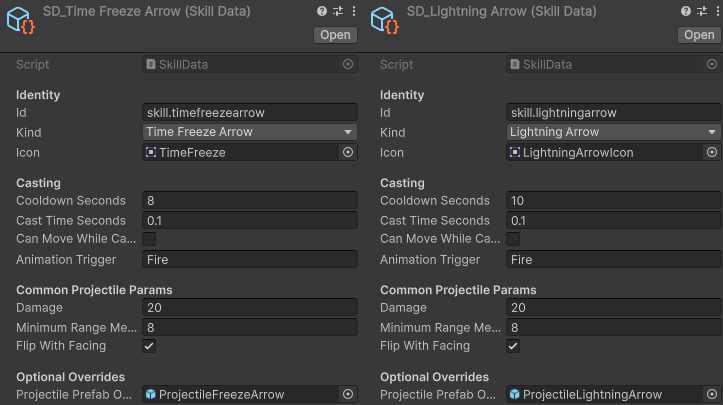 SD_Time Freeze Arrow (Skill Data)
Open
Script SkillData
Identity
Id skill.timefreezearrow
Kind Time Freeze Arrow
Icon TimeFreeze
Casting
Cooldown Seconds 8
Cast Time Seconds 0.1
Can Move While Ca...
Animation Trigger Fire
Common Projectile Params
Damage 20
Minimum Range Me... 8
Flip With Facing
Optional Overrides
Projectile Prefab O... ProjectileFreezeArrow
SD_Lightning Arrow (Skill Data)
Open
Script SkillData
Identity
Id skill.lightningarrow
Kind Lightning Arrow
Icon LightningArrowIcon
Casting
Cooldown Seconds 10
Cast Time Seconds 0.1
Can Move While Ca...
Animation Trigger Fire
Common Projectile Params
Damage 20
Minimum Range Me... 8
Flip With Facing
Optional Overrides
Projectile Prefab O... ProjectileLightningArrow